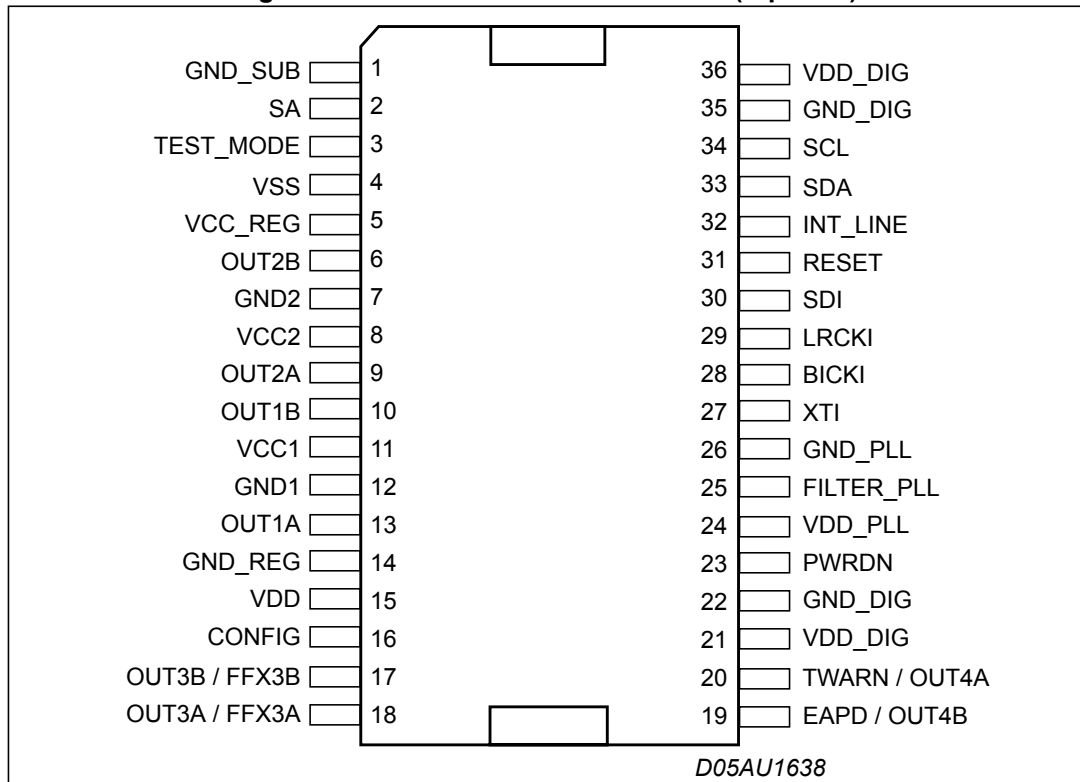 GND_SUB 1
SA 2
TEST_MODE 3
VSS 4
VCC_REG 5
OUT2B 6
GND2 7
VCC2 8
OUT2A 9
OUT1B 10
VCC1 11
GND1 12
OUT1A 13
GND_REG 14
VDD 15
CONFIG 16
OUT3B / FFX3B 17
OUT3A / FFX3A 18
36 VDD_DIG
35 GND_DIG
34 SCL
33 SDA
32 INT_LINE
31 RESET
30 SDI
29 LRCKI
28 BICKI
27 XTI
26 GND_PLL
25 FILTER_PLL
24 VDD_PLL
23 PWRDN
22 GND_DIG
21 VDD_DIG
20 TWARN / OUT4A
19 EAPD / OUT4B
D05AU1638